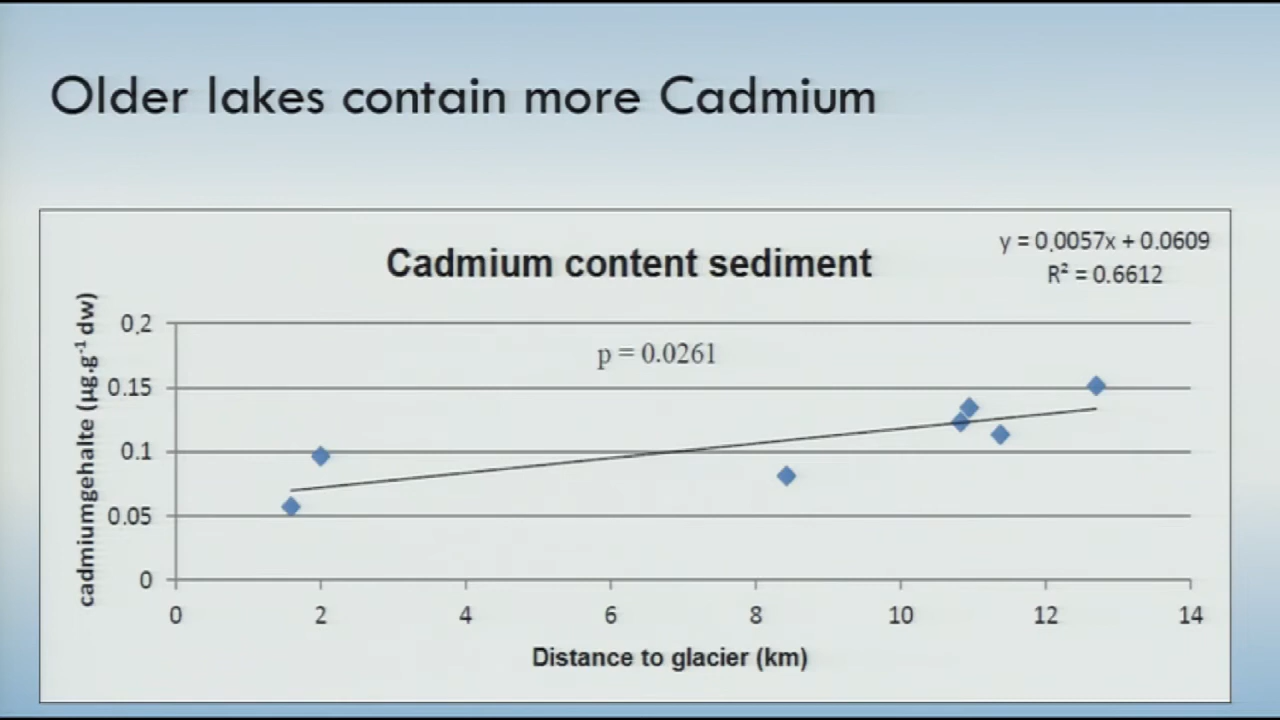 Older lakes contain more Cadmium
Cadmium content sediment
y = 0,0057x + 0.0609
R² = 0.6612
p = 0.0261
cadmiumgehalte (µg.g⁻¹ dw)
0,2
0.15
0.1
0.05
0
0 2 4 6 8 10 12 14
Distance to glacier (km)